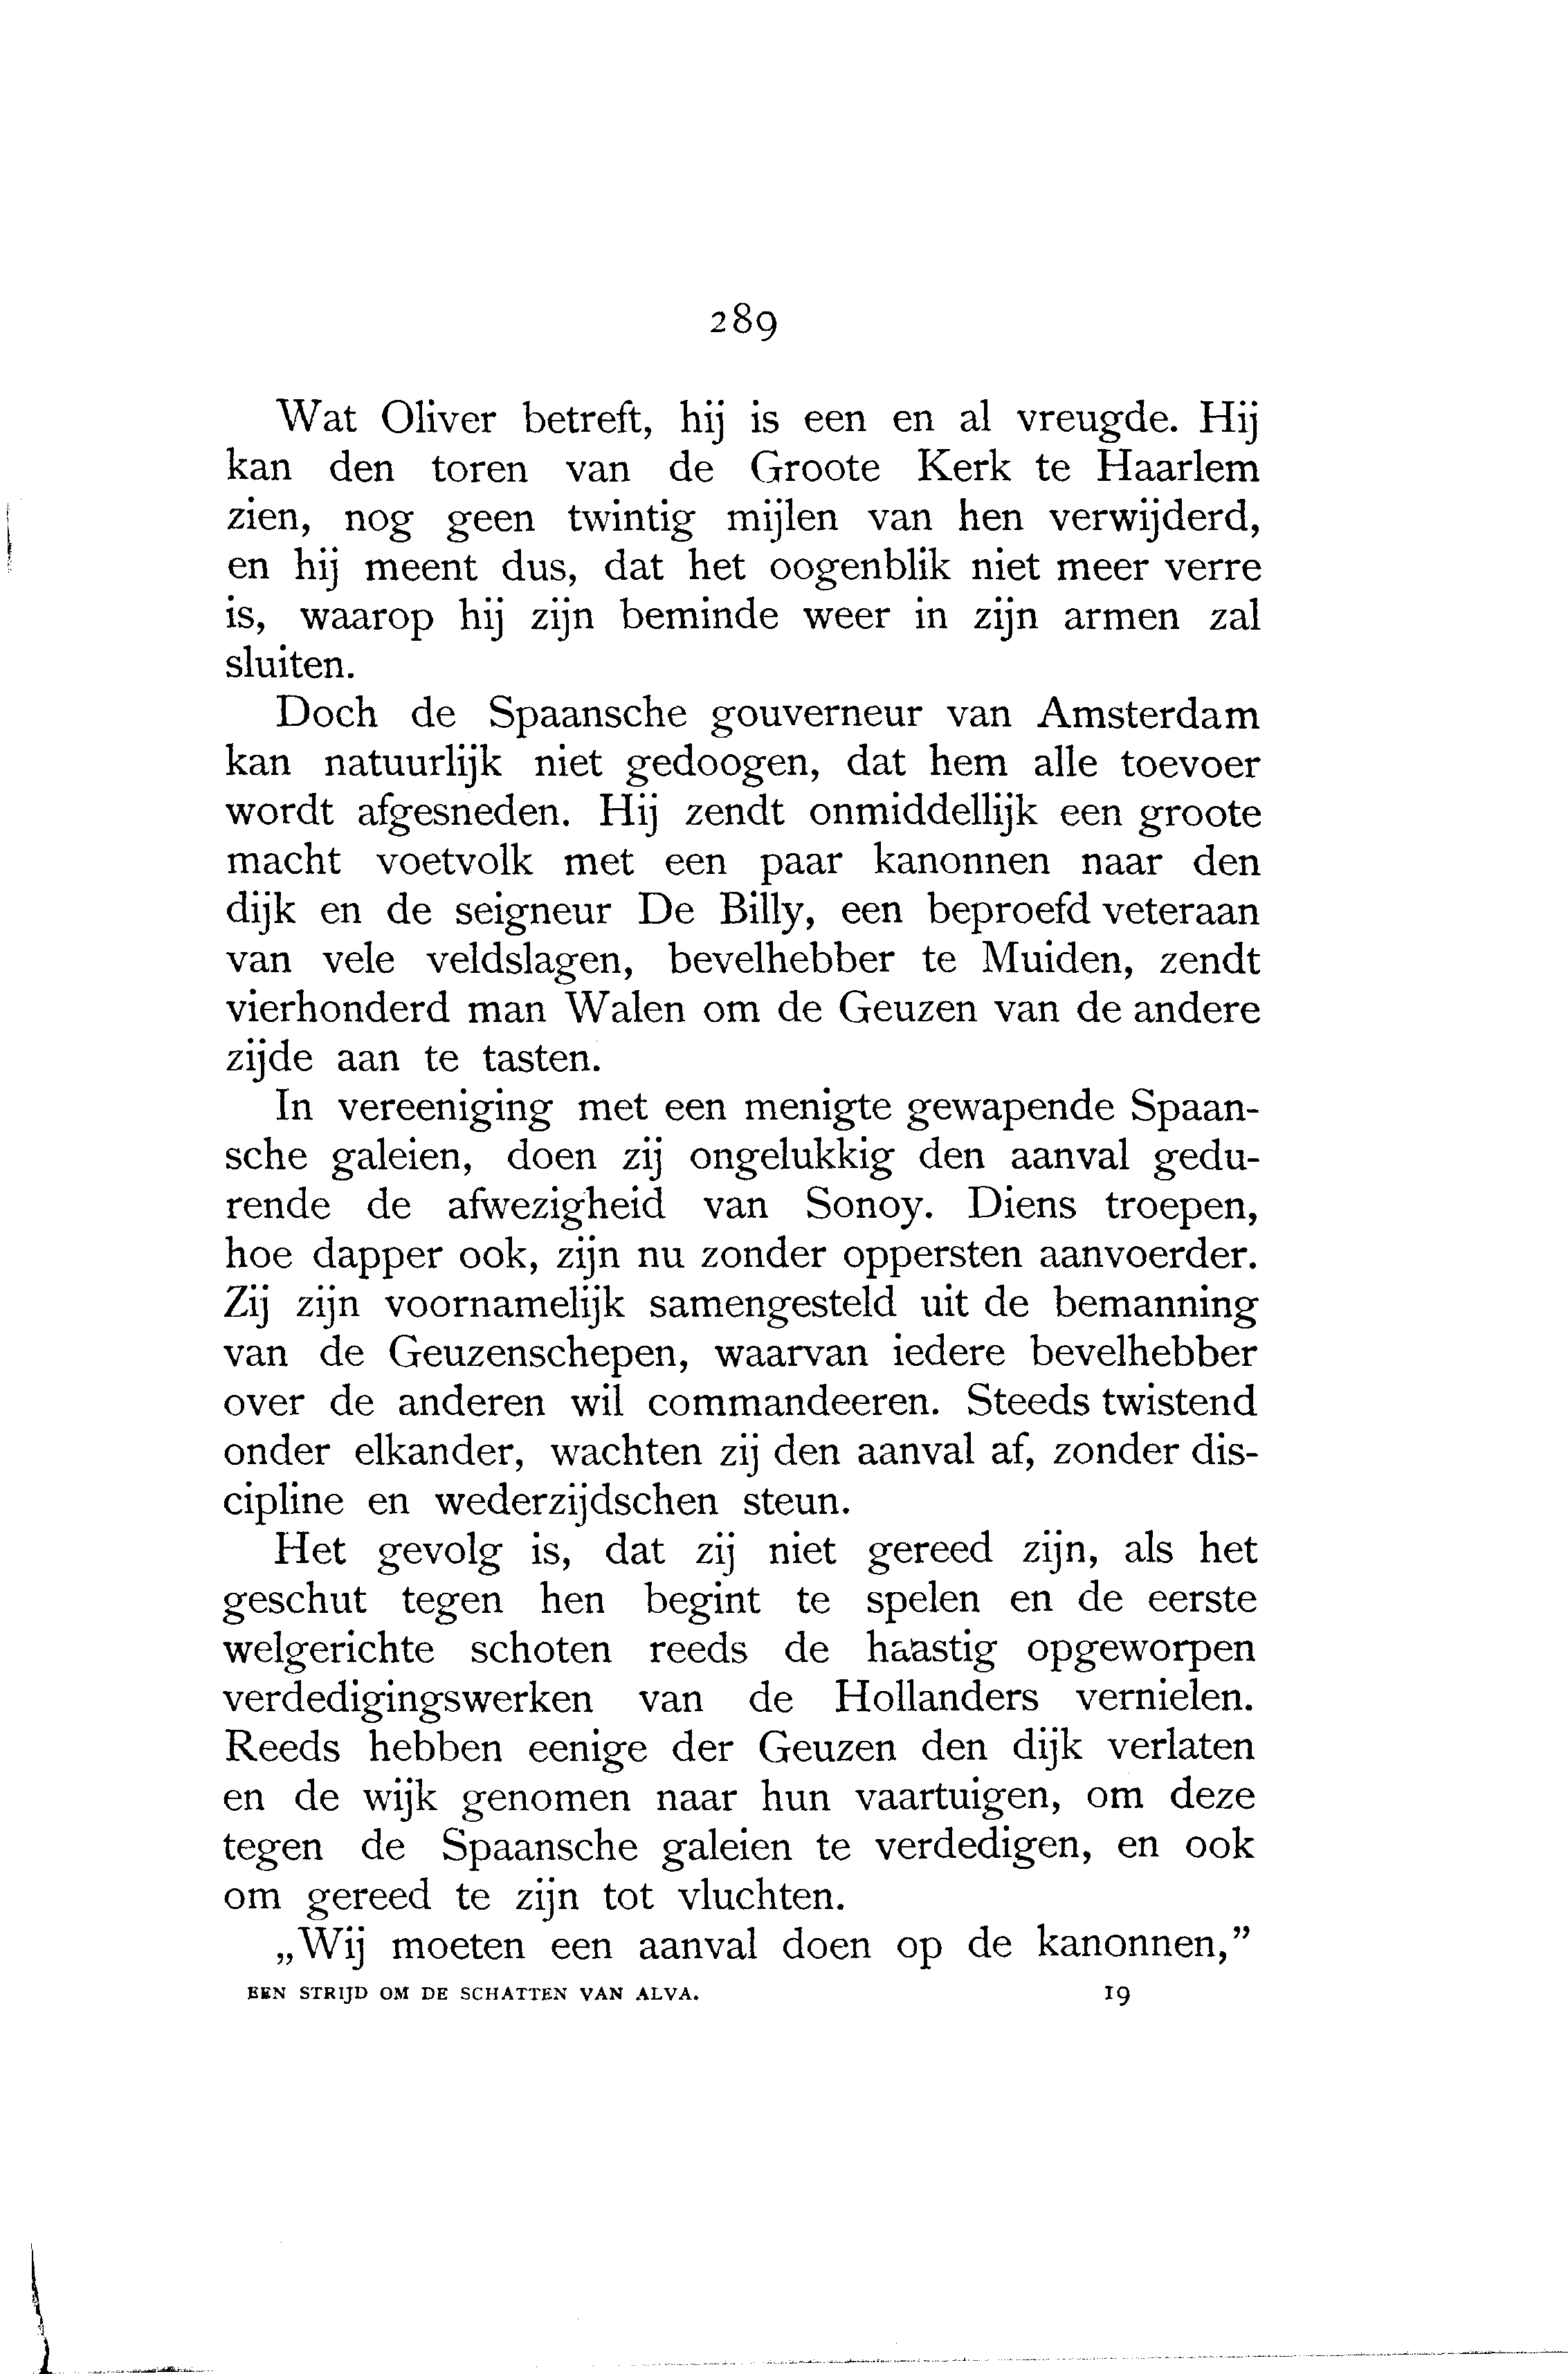 289
Wat Oliver betreft, hij is een en al vreugde. Hij
kan den toren van de Groote Kerk te Haarlem
zien, nog geen twintig mijlen van hen verwijderd,
en hij meent dus, dat het oogenblik niet meer verre
is, waarop hij zijn beminde weer in zijn armen zal
sluiten.
Doch de Spaansche gouverneur van Amsterdam
kan natuurlijk niet gedoogen, dat hem alle toevoer
wordt afgesneden. Hij zendt onmiddellijk een groote
macht voetvolk met een paar kanonnen naar den
dijk en de seigneur De Billy, een beproefd veteraan
van vele veldslagen, bevelhebber te Muiden, zendt
vierhonderd man Walen om de Geuzen van de andere
zijde aan te tasten.
In vereeniging met een menigte gewapende Spaan-
sche galeien, doen zij ongelukkig den aanval gedu-
rende de afwezigheid van Sonoy. Diens troepen,
hoe dapper ook, zijn nu zonder oppersten aanvoerder.
Zij zijn voornamelijk samengesteld uit de bemanning
van de Geuzenschepen, waarvan iedere bevelhebber
over de anderen wil commandeeren. Steeds twistend
onder elkander, wachten zij den aanval af, zonder dis-
cipline en wederzijdschen steun.
Het gevolg is, dat zij niet gereed zijn, als het
geschut tegen hen begint te spelen en de eerste
welgerichte schoten reeds de haastig opgeworpen
verdedigingswerken van de Hollanders vernielen.
Reeds hebben eenige der Geuzen den dijk verlaten
en de wijk genomen naar hun vaartuigen, om deze
tegen de Spaansche galeien te verdedigen, en ook
om gereed te zijn tot vluchten.
„Wij moeten een aanval doen op de kanonnen,”
EEN STRIJD OM DE SCHATTEN VAN ALVA. 19